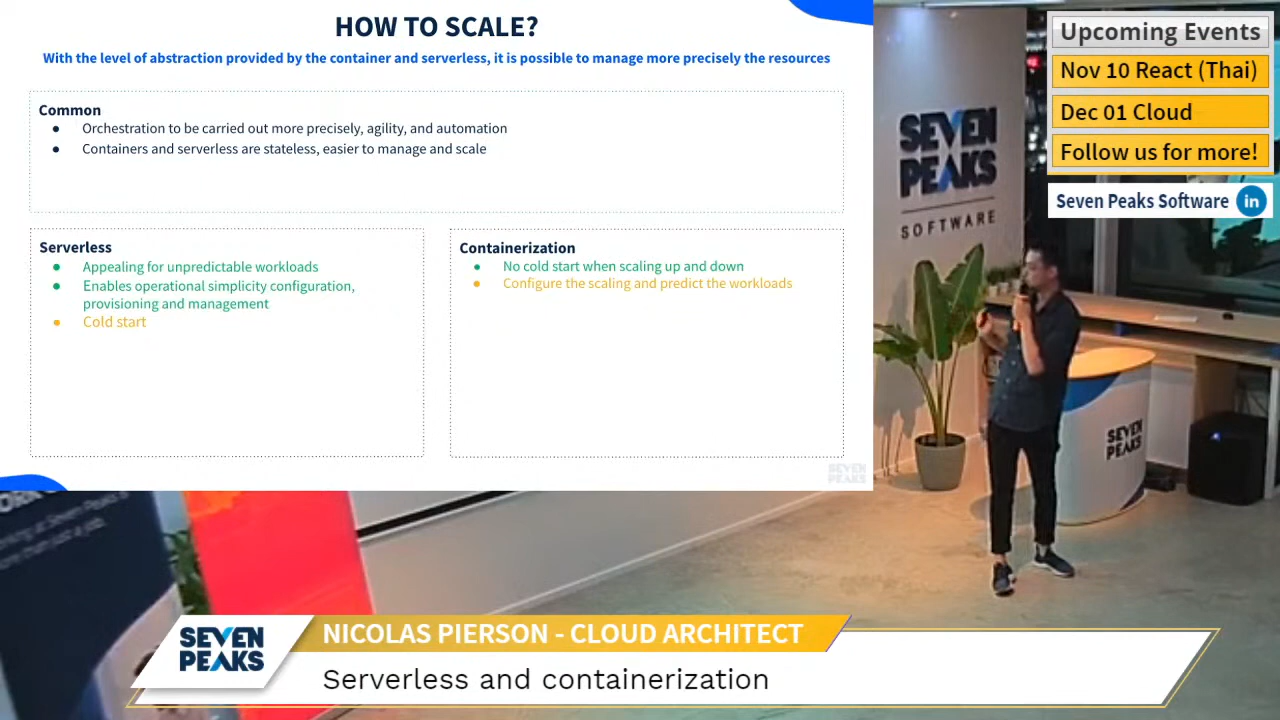 HOW TO SCALE?
With the level of abstraction provided by the container and serverless, it is possible to manage more precisely the resources
Common
● Orchestration to be carried out more precisely, agility, and automation
● Containers and serverless are stateless, easier to manage and scale
Serverless
● Appealing for unpredictable workloads
● Enables operational simplicity configuration,
provisioning and management
● Cold start
Containerization
● No cold start when scaling up and down
● Configure the scaling and predict the workloads
SEVEN
PEAKS
Upcoming Events
Nov 10 React (Thai)
Dec 01 Cloud
Follow us for more!
Seven Peaks Software in
SEVEN
PEAKS
SOFTWARE
SEVEN
PEAKS
SEVEN
PEAKS
NICOLAS PIERSON - CLOUD ARCHITECT
Serverless and containerization